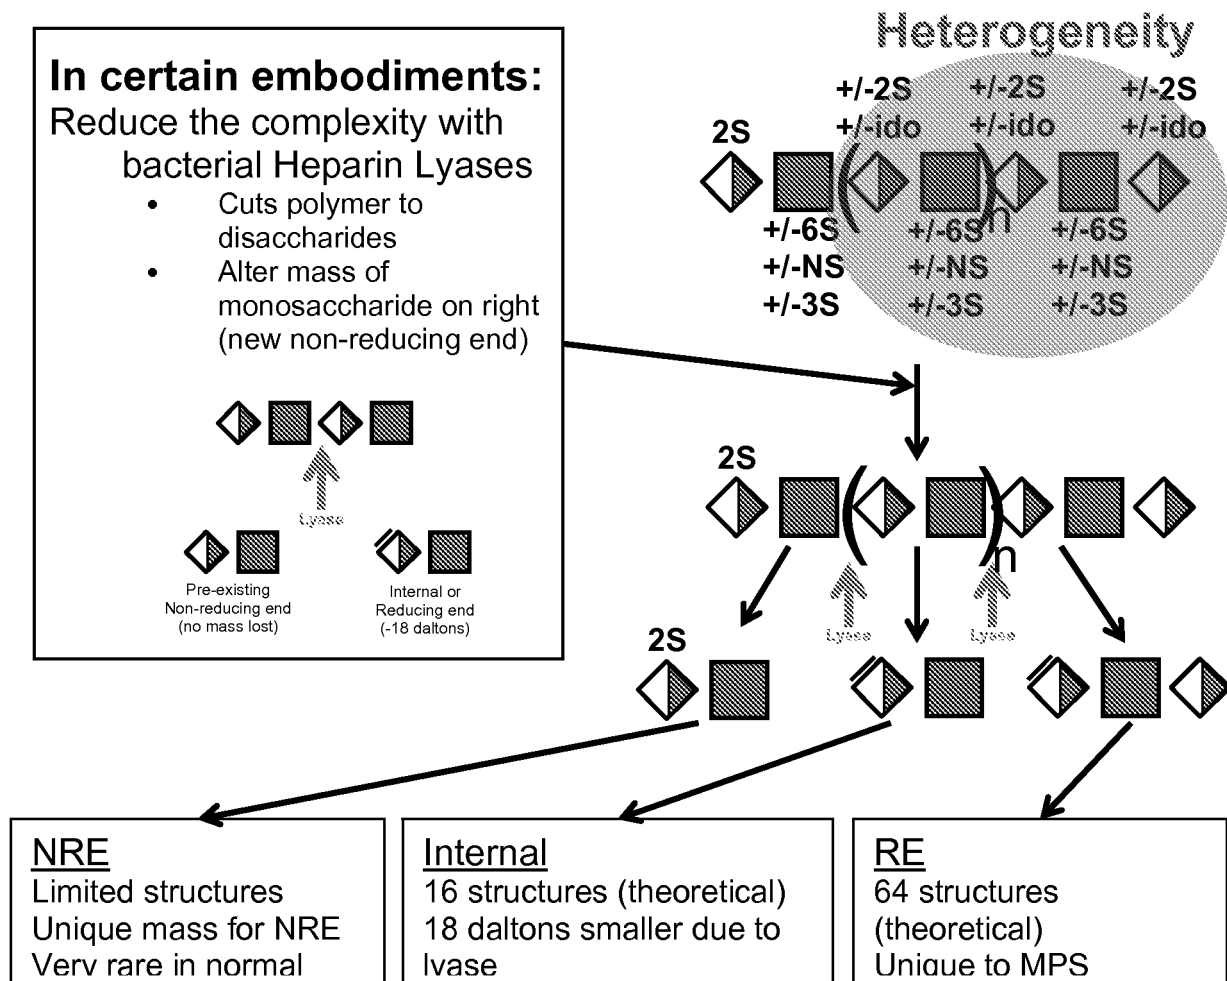 In certain embodiments:
Reduce the complexity with
bacterial Heparin Lyases
• Cuts polymer to
disaccharides
• Alter mass of
monosaccharide on right
(new non-reducing end)
Lyase
Pre-existing
Non-reducing end
(no mass lost)
Internal or
Reducing end
(-18 daltons)
Heterogeneity
+/-2S +/-2S +/-2S
2S +/-ido +/-ido +/-ido
( ) n
+/-6S +/-6S +/-6S
+/-NS +/-NS +/-NS
+/-3S +/-3S +/-3S
2S
( ) n
Lyase Lyase
2S
NRE
Limited structures
Unique mass for NRE
Very rare in normal
Internal
16 structures (theoretical)
18 daltons smaller due to
lyase
RE
64 structures
(theoretical)
Unique to MPS